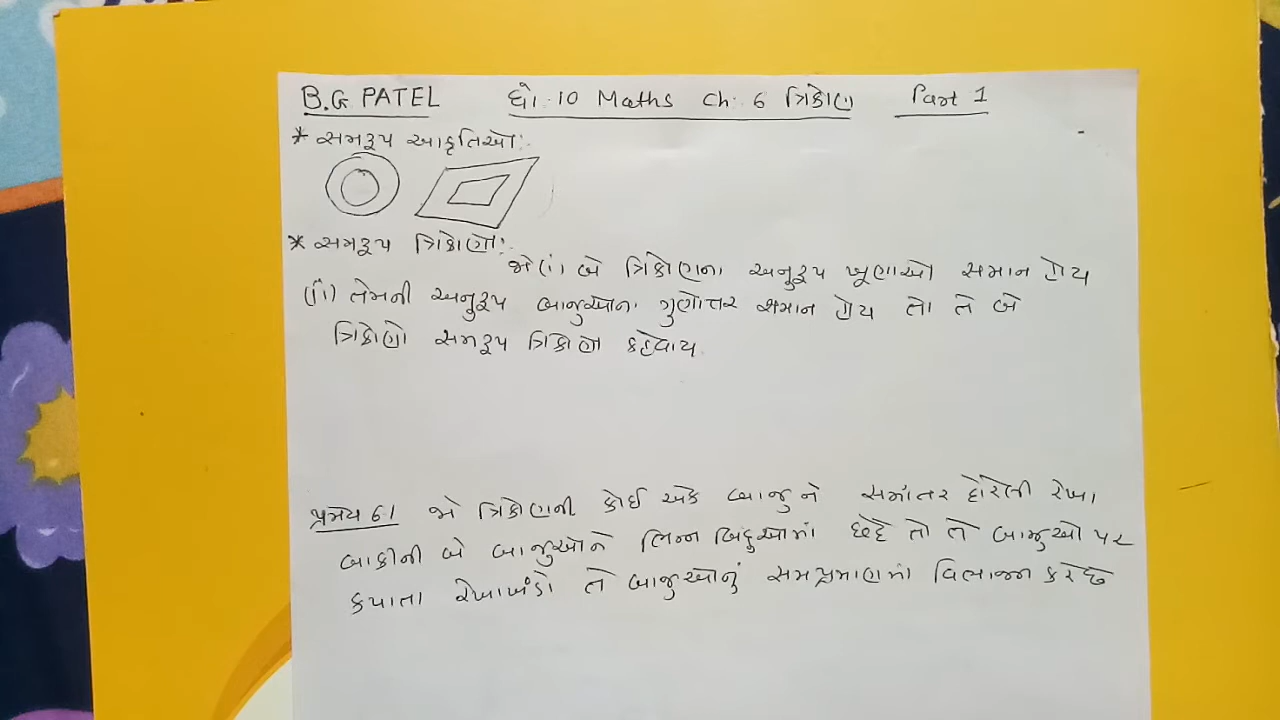 B.G. PATEL ધો. 10 Maths Ch: 6 ત્રિકોણ Part 1
* સમરૂપ આકૃતિઓ:
* સમરૂપ ત્રિકોણો:
જો (i) બે ત્રિકોણના અનુરૂપ ખૂણાઓ સમાન હોય
(ii) તેમની અનુરૂપ બાજુઓના ગુણોત્તર સમાન હોય તો તે બે
ત્રિકોણો સમરૂપ ત્રિકોણો કહેવાય.
પ્રમેય 6.1 જો ત્રિકોણની કોઈ એક બાજુને સમાંતર દોરેલી રેખા
બાકીની બે બાજુઓને ભિન્ન બિંદુઓમાં છેદે તો તે બાજુઓ પર
કપાતા રેખાખંડો તે બાજુઓનું સમપ્રમાણમાં વિભાજન કરે છે